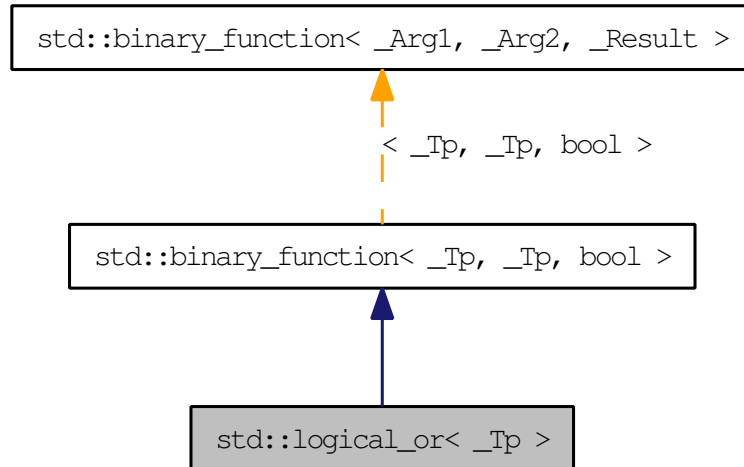 std::binary_function< _Arg1, _Arg2, _Result >
< _Tp, _Tp, bool >
std::binary_function< _Tp, _Tp, bool >
std::logical_or< _Tp >